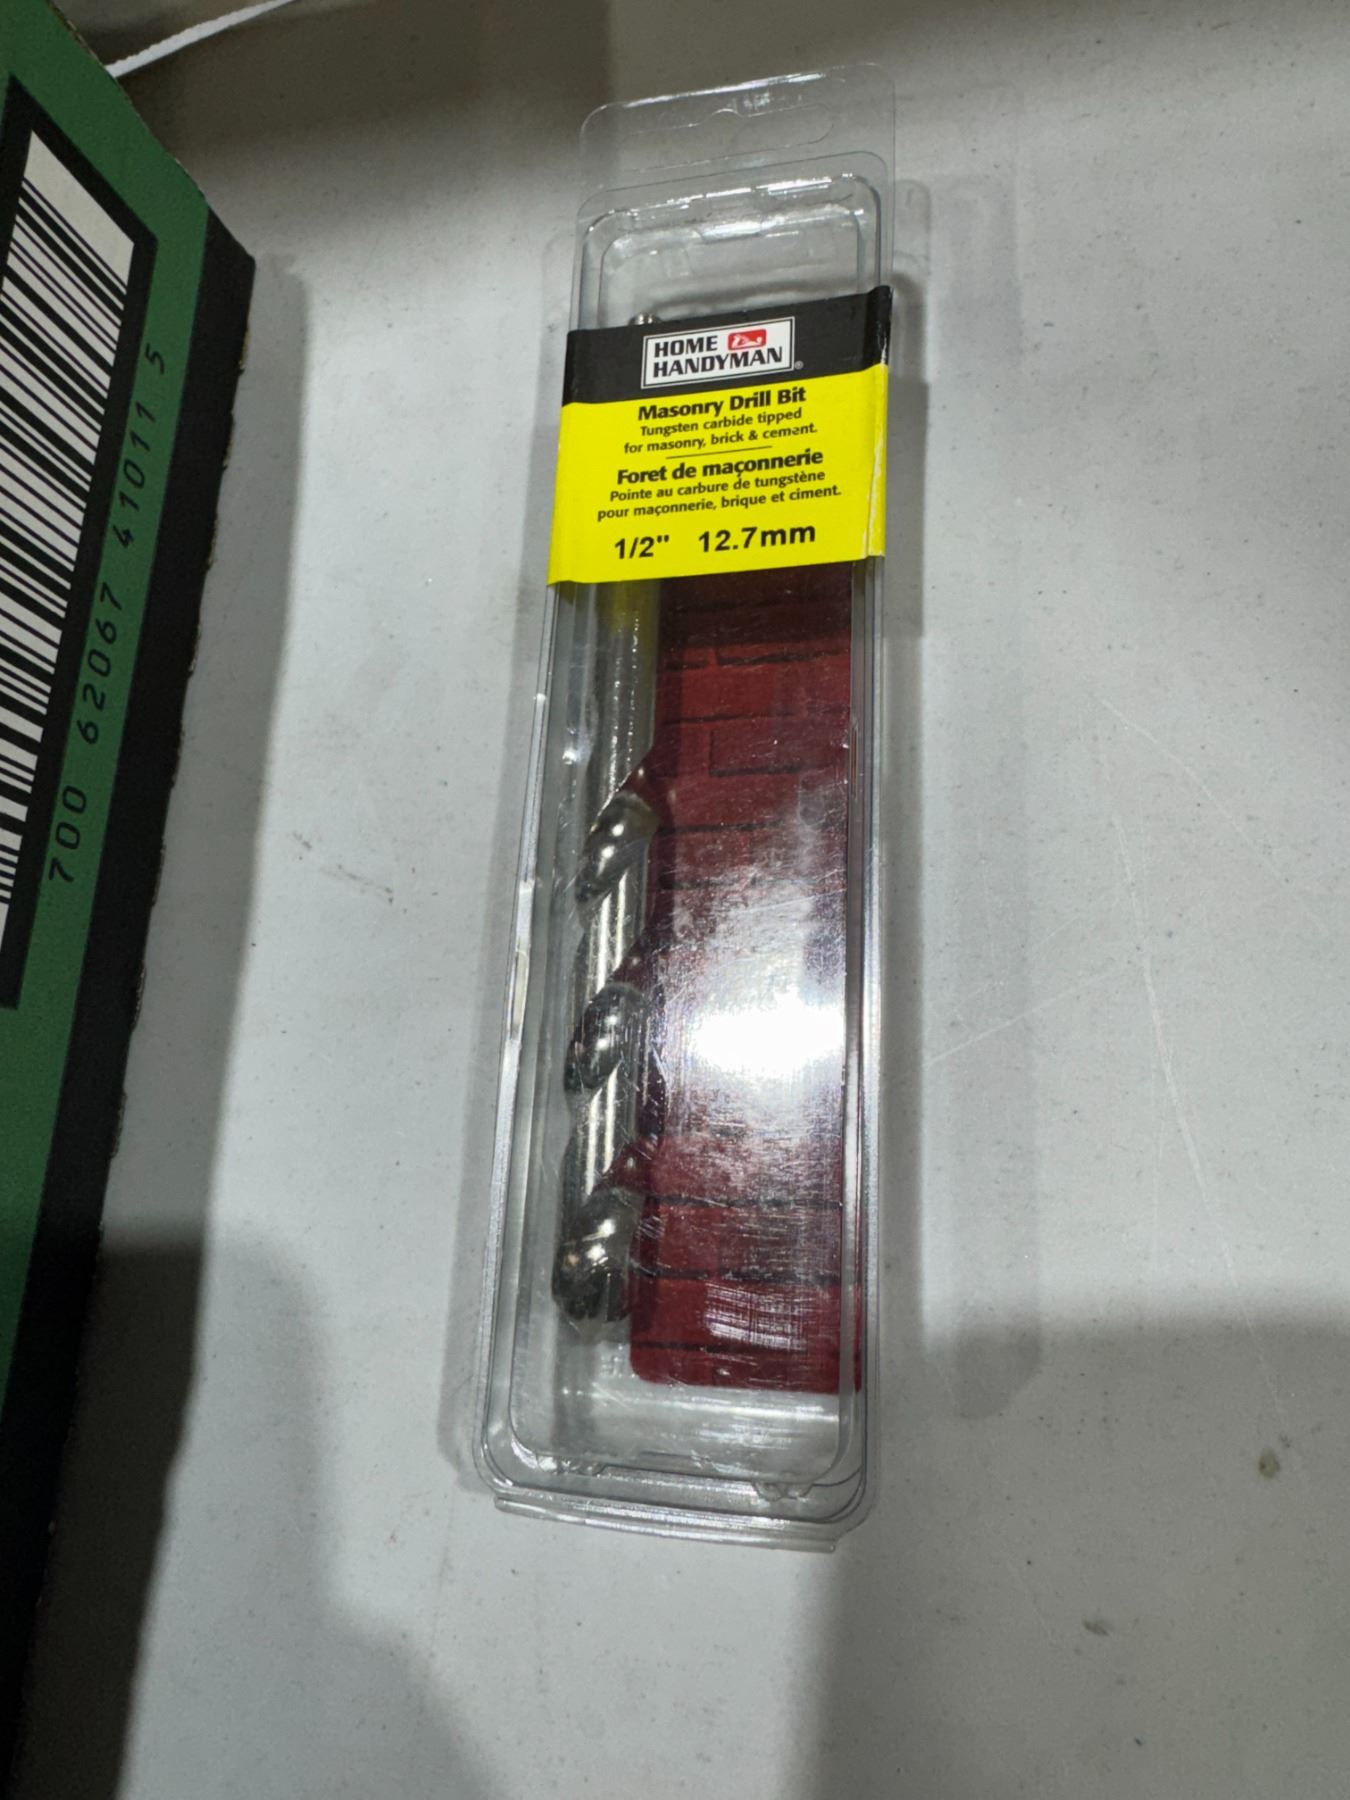 HOME
HANDYMAN®
Masonry Drill Bit
Tungsten carbide tipped
for masonry, brick & cement.
Foret de maçonnerie
Pointe au carbure de tungstène
pour maçonnerie, brique et ciment.
1/2" 12.7mm
700 62067 41011 5